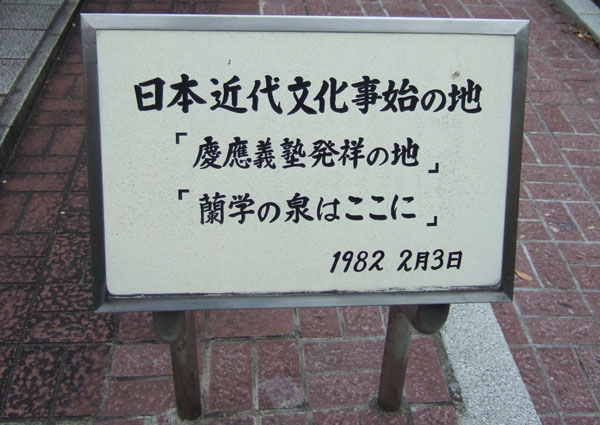 日本近代文化事始の地
「慶應義塾発祥の地」
「蘭学の泉はここに」
1982 2月3日